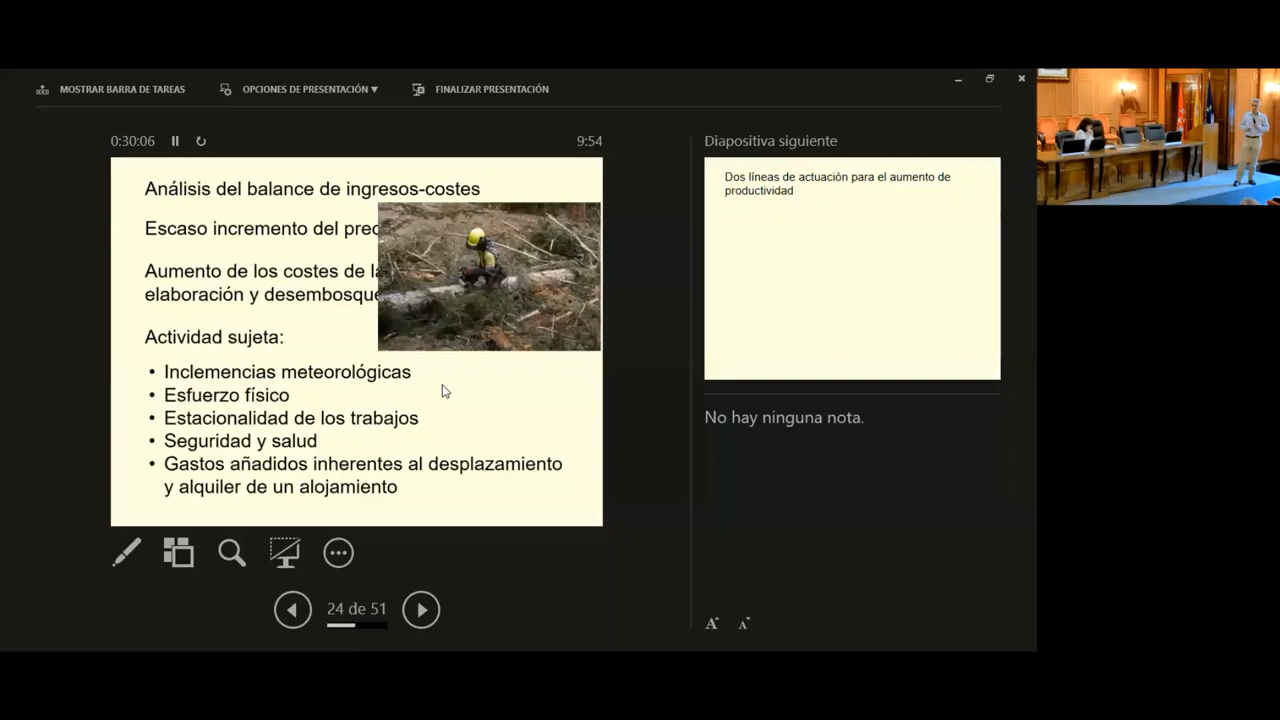 MOSTRAR BARRA DE TAREAS
OPCIONES DE PRESENTACIÓN ▼
FINALIZAR PRESENTACIÓN
0:30:06
9:54
Análisis del balance de ingresos-costes
Escaso incremento del
Aumento de los costes de
elaboración y desembosque
Actividad sujeta:
• Inclemencias meteorológicas
• Esfuerzo físico
• Estacionalidad de los trabajos
• Seguridad y salud
• Gastos añadidos inherentes al desplazamiento
y alquiler de un alojamiento
24 de 51
Diapositiva siguiente
Dos líneas de actuación para el aumento de
productividad
No hay ninguna nota.
A
A